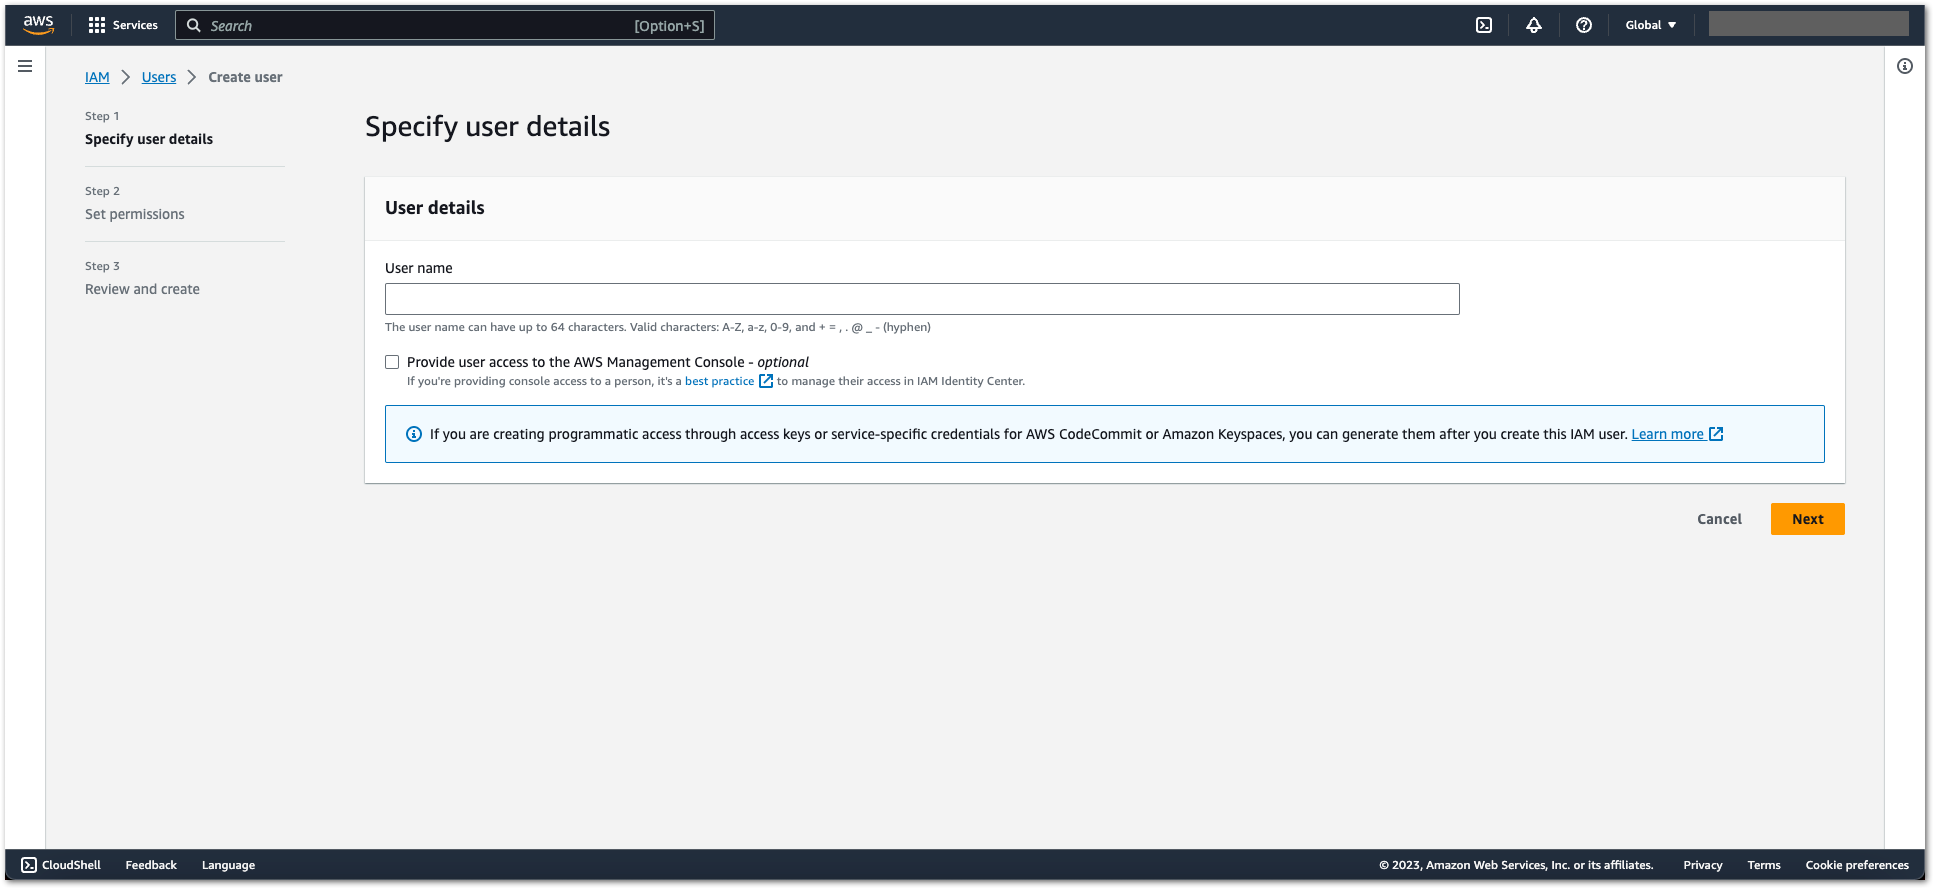 aws Services Search [Option+S] Global
IAM Users Create user
Step 1
Specify user details
Step 2
Set permissions
Step 3
Review and create
Specify user details
User details
User name
The user name can have up to 64 characters. Valid characters: A-Z, a-z, 0-9, and + = , . @ _ - (hyphen)
Provide user access to the AWS Management Console - optional
If you're providing console access to a person, it's a best practice to manage their access in IAM Identity Center.
If you are creating programmatic access through access keys or service-specific credentials for AWS CodeCommit or Amazon Keyspaces, you can generate them after you create this IAM user. Learn more
Cancel Next
CloudShell Feedback Language © 2023, Amazon Web Services, Inc. or its affiliates. Privacy Terms Cookie preferences